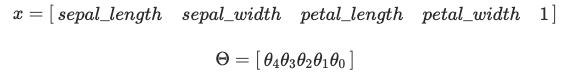 x = [ sepal_length sepal_width petal_length petal_width 1 ]
Θ = [ θ₄θ₃θ₂θ₁θ₀ ]